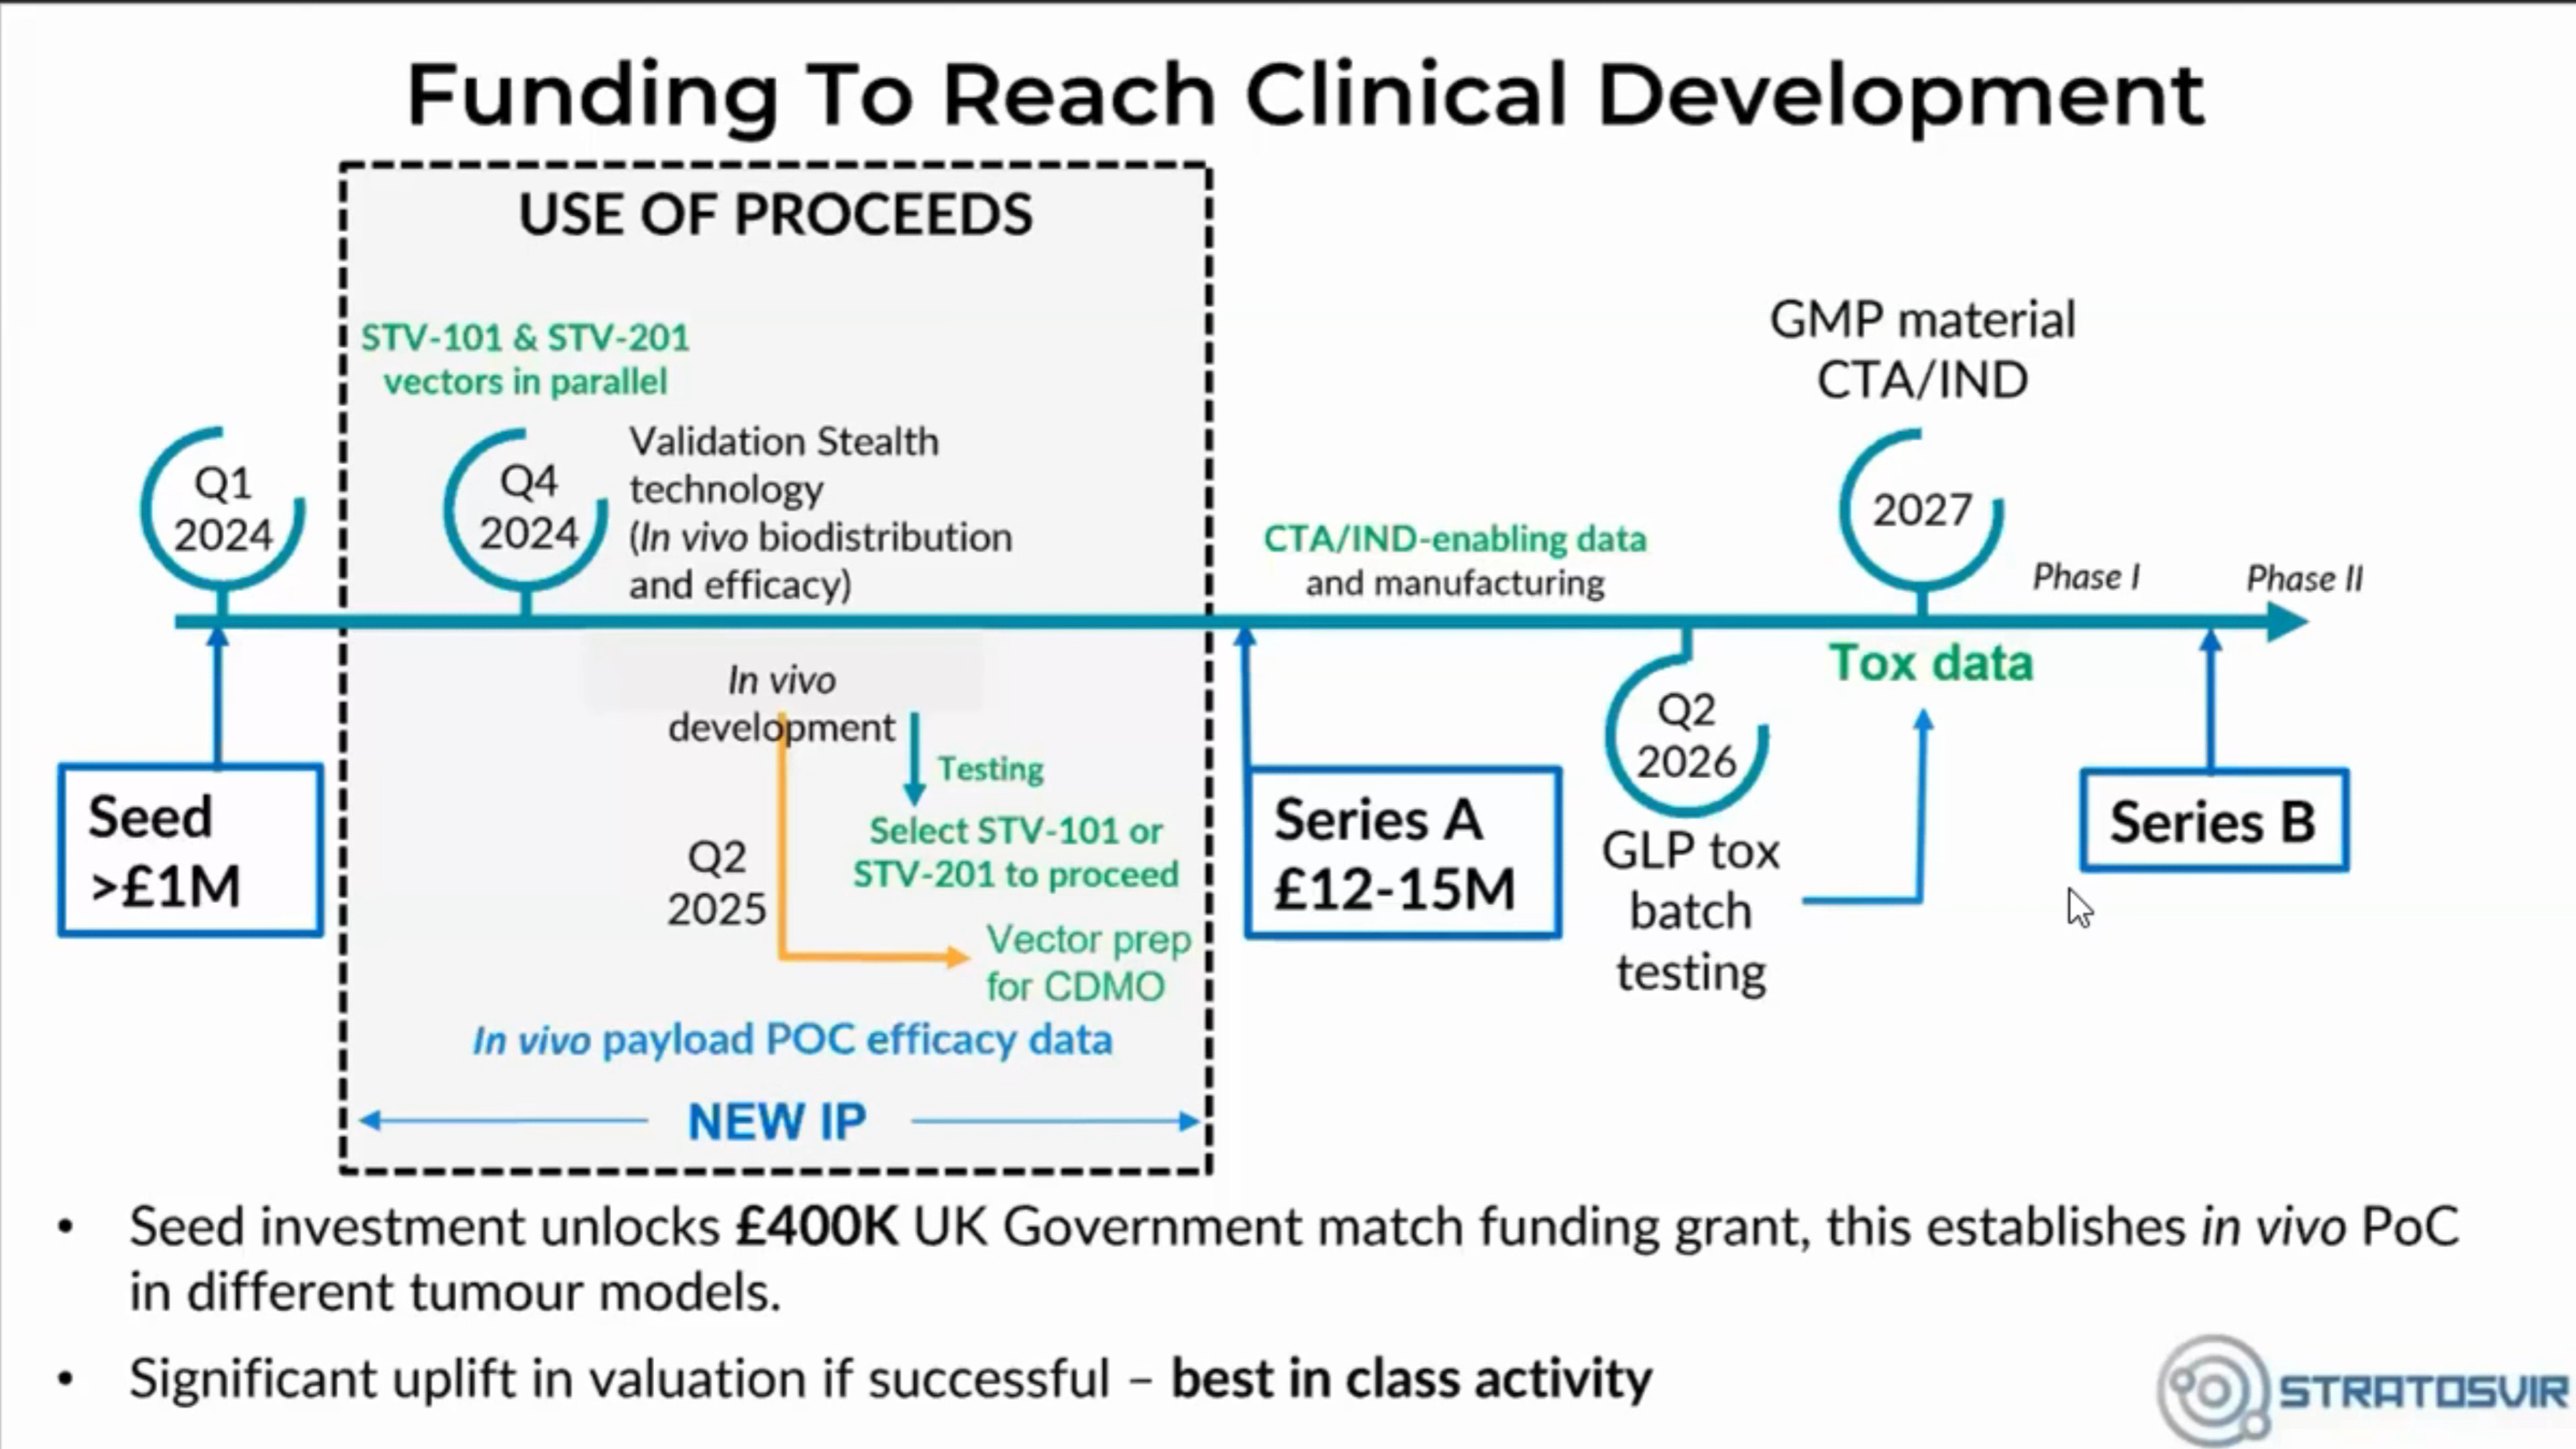 Funding To Reach Clinical Development
USE OF PROCEEDS
STV-101 & STV-201
vectors in parallel
Q1
2024
Q4
2024
Validation Stealth
technology
(In vivo biodistribution
and efficacy)
CTA/IND-enabling data
and manufacturing
GMP material
CTA/IND
2027
Phase I
Phase II
Seed
>£1M
In vivo
development
Testing
Select STV-101 or
STV-201 to proceed
Q2
2025
Vector prep
for CDMO
In vivo payload POC efficacy data
NEW IP
Series A
£12-15M
Q2
2026
GLP tox
batch
testing
Tox data
Series B
• Seed investment unlocks £400K UK Government match funding grant, this establishes in vivo PoC
in different tumour models.
• Significant uplift in valuation if successful – best in class activity
STRATOSVIR